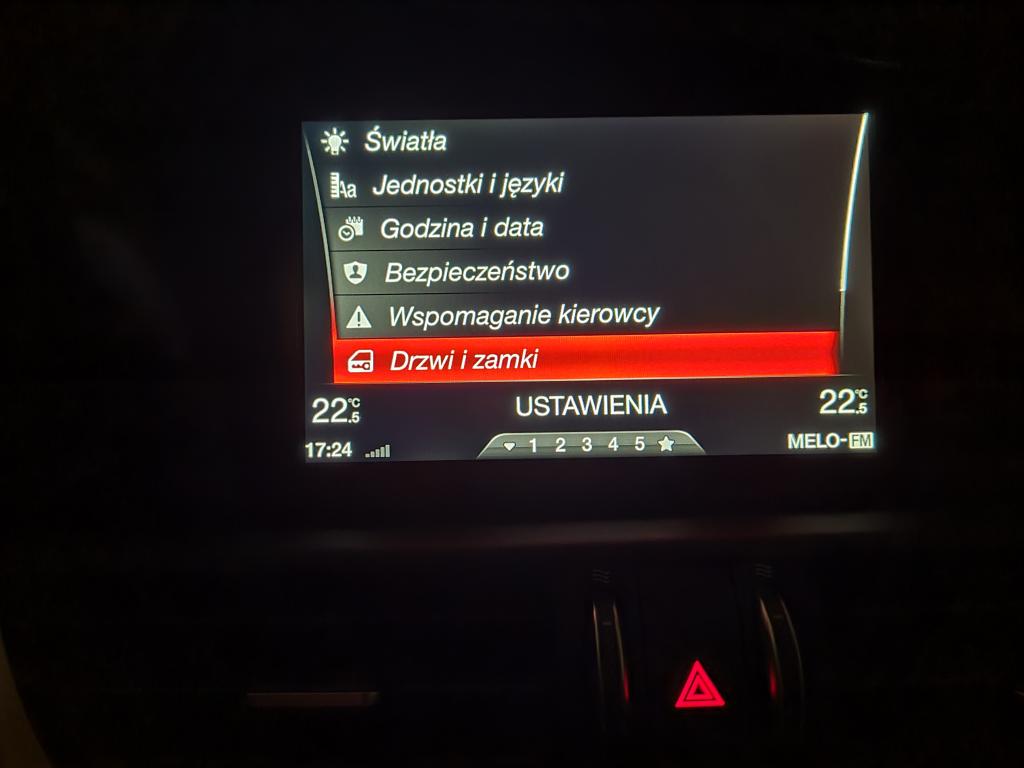 Światła
Aa Jednostki i języki
Godzina i data
Bezpieczeństwo
Wspomaganie kierowcy
Drzwi i zamki
22.5°C USTAWIENIA 22.5°C
17:24 1 2 3 4 5 MELO-FM